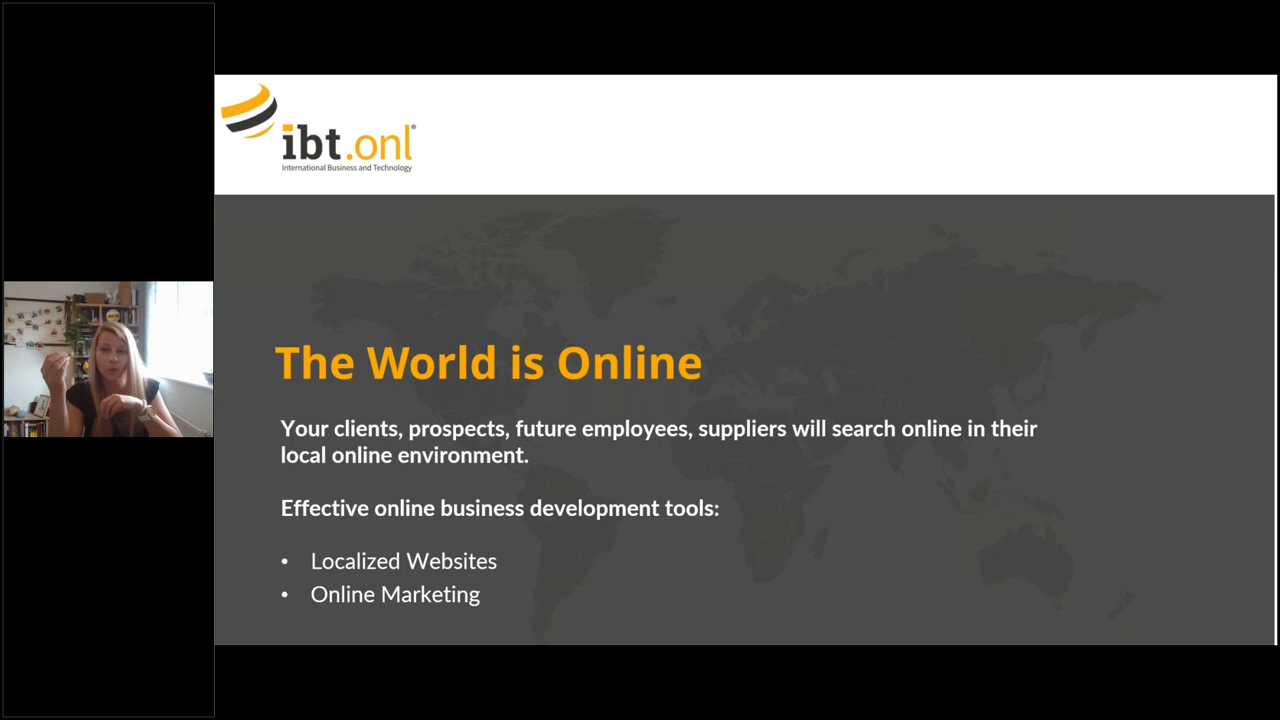 ibt.onl®
International Business and Technology
The World is Online
Your clients, prospects, future employees, suppliers will search online in their
local online environment.
Effective online business development tools:
• Localized Websites
• Online Marketing